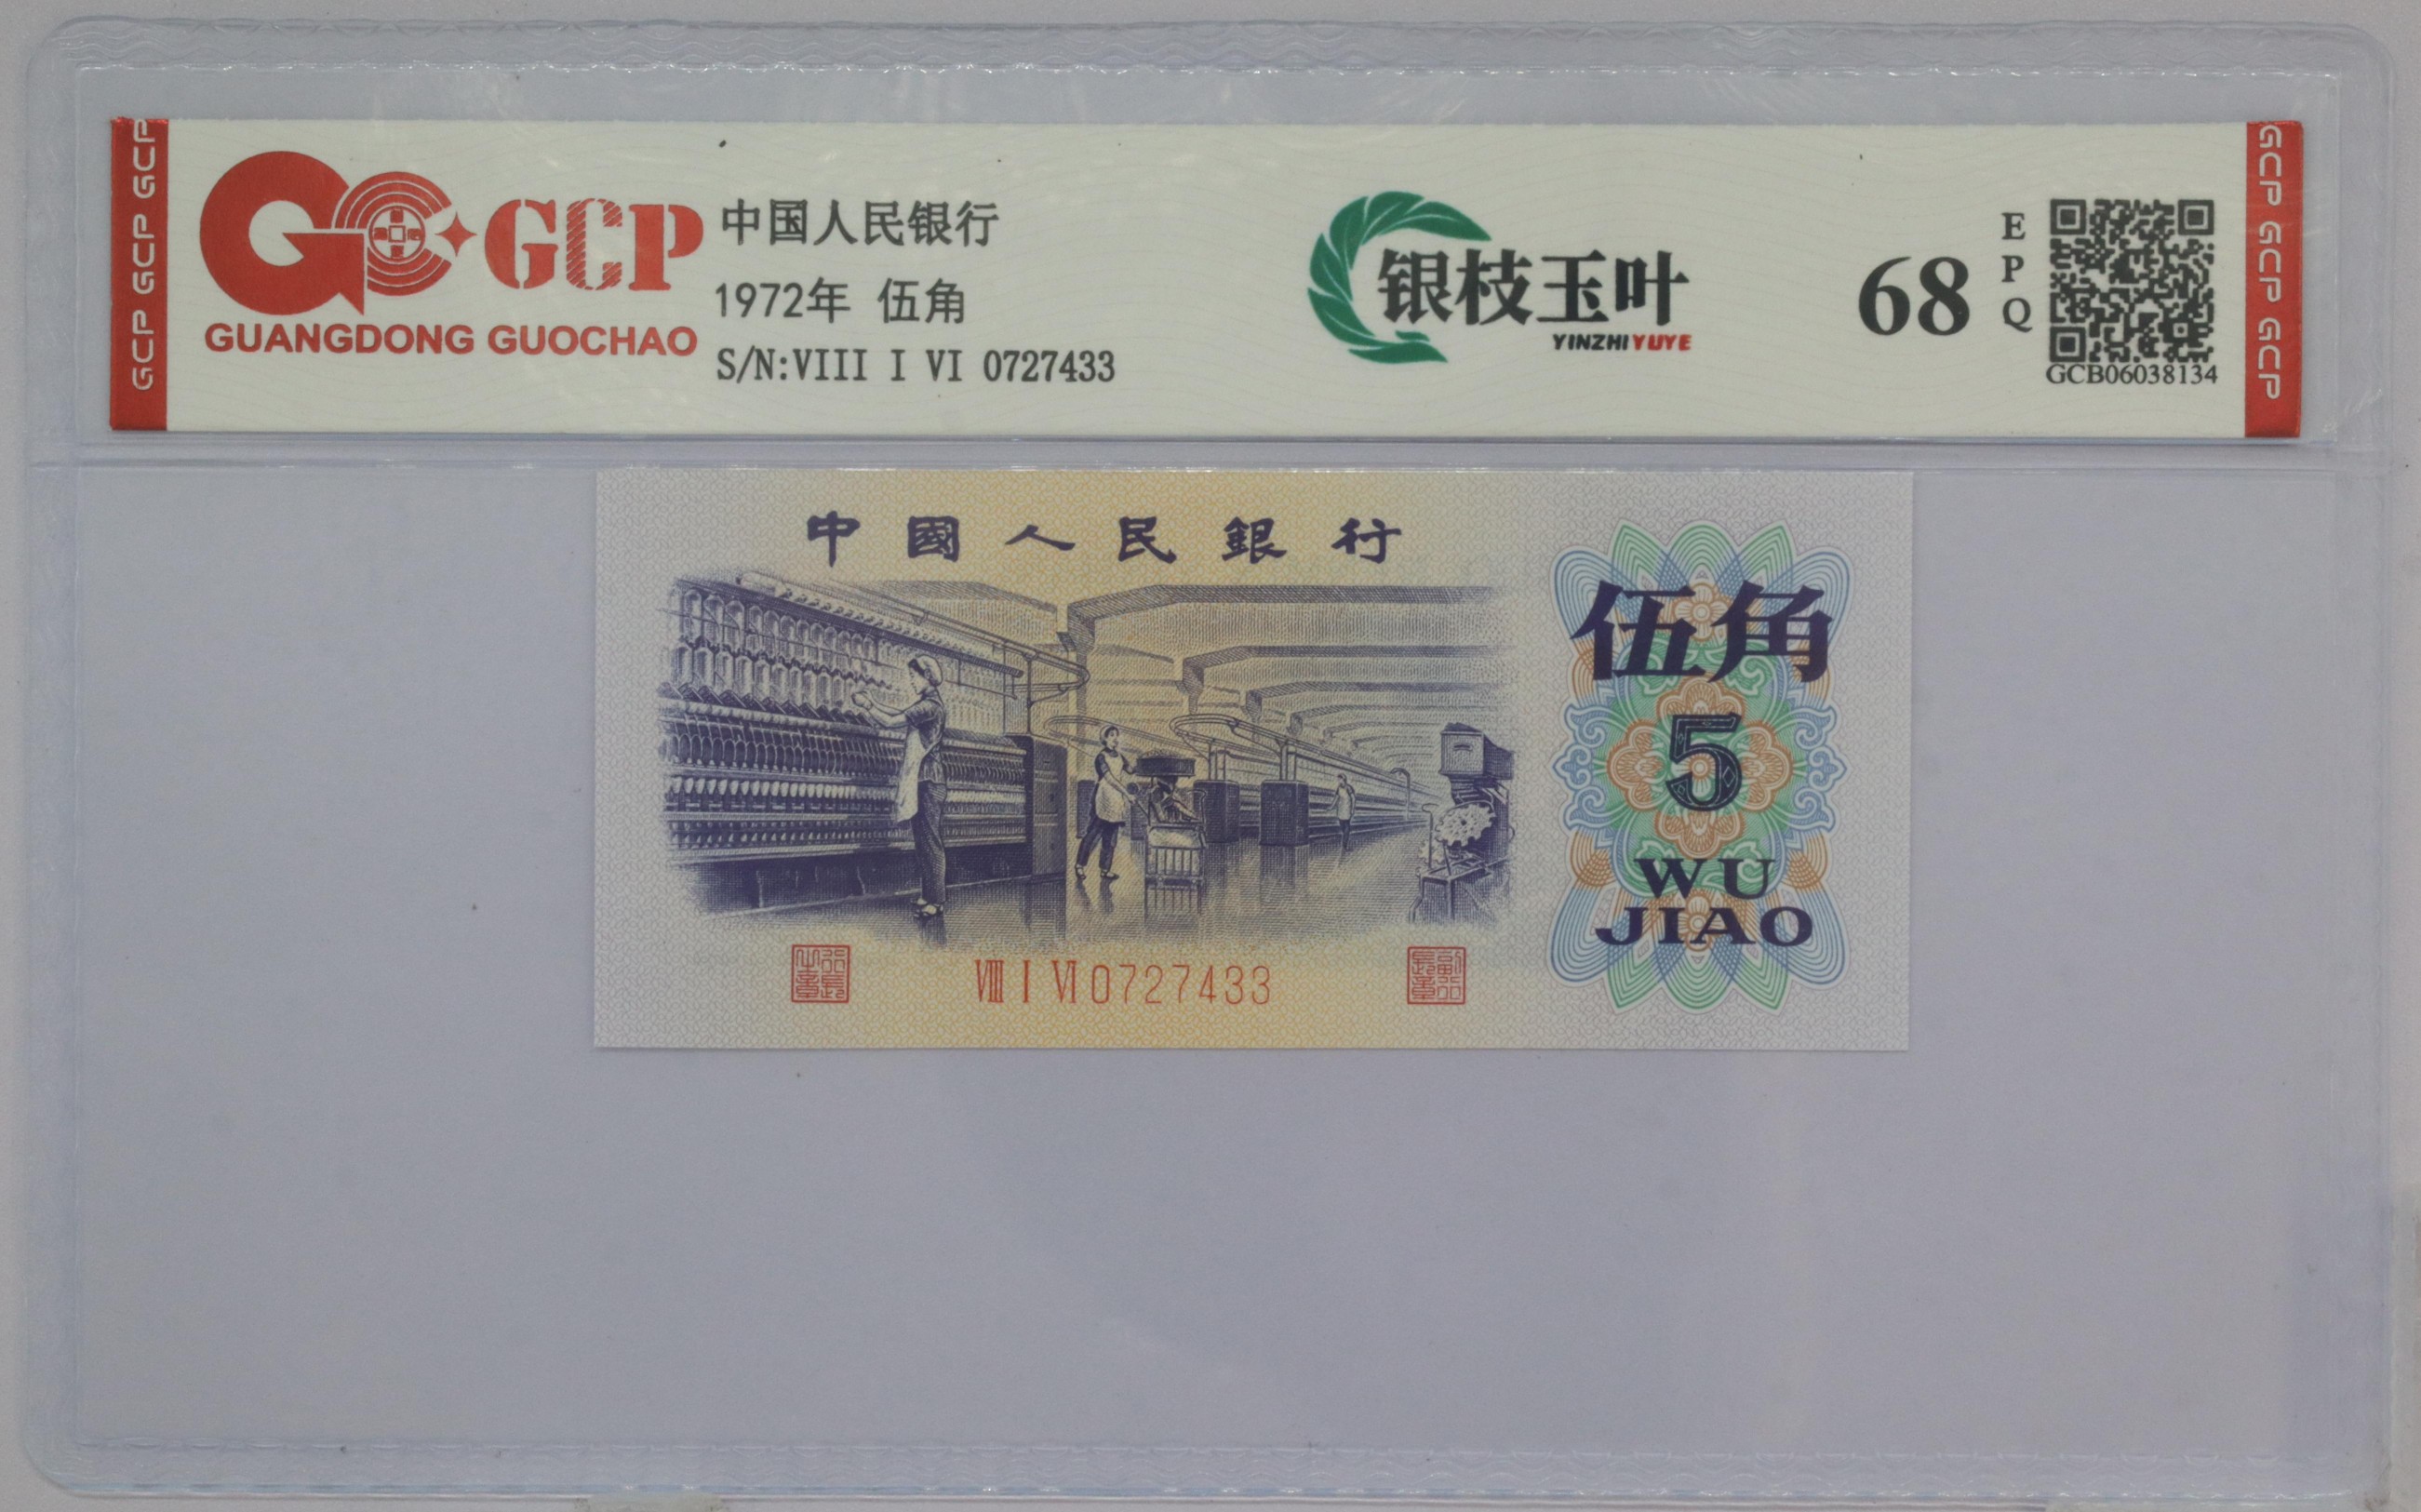 GCP GCP GCP
GCP
GUANGDONG GUOCHAO
中国人民银行
1972年 伍角
S/N:VIII I VI 0727433
银枝玉叶
YINZHIYUYE
68
EPQ
GCB06038134
GCP GCP GCP
中國人民銀行
伍角
5
WU
JIAO
Ⅷ Ⅰ Ⅵ 0727433